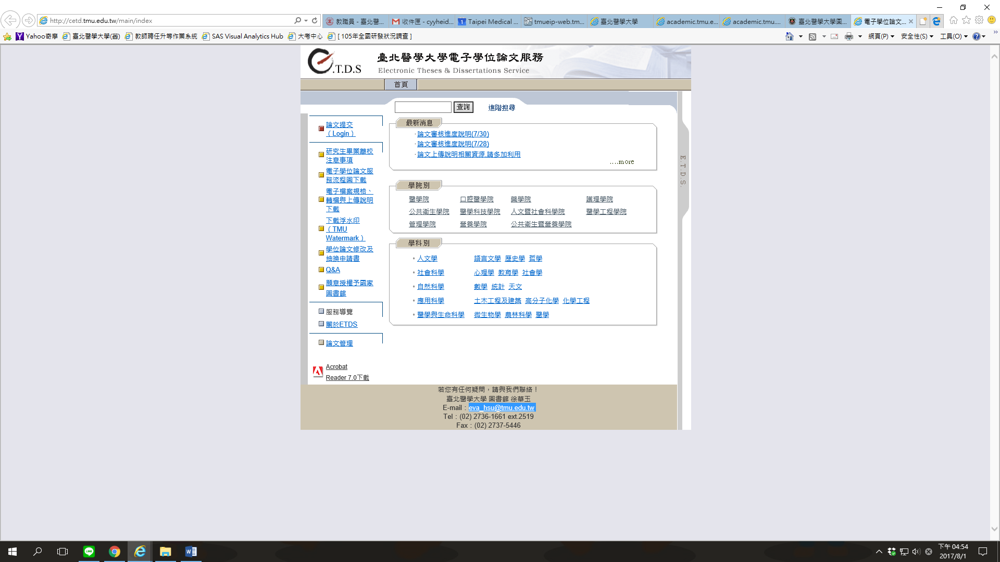 http://cetd.tmu.edu.tw/main/index
教職員 - 臺北醫...
收件匣 - cyyheid...
Taipei Medical ...
tmueip-web.tm...
臺北醫學大學
academic.tmu.e...
academic.tmu....
臺北醫學大學圖...
電子學位論文...
Yahoo奇摩
臺北醫學大學(舊)
教師聘任升等作業系統
SAS Visual Analytics Hub
大考中心
[ 105年全國研發狀況調查 ]
網頁(P)
安全性(S)
工具(O)
e.T.D.S
臺北醫學大學電子學位論文服務
Electronic Theses & Dissertations Service
首頁
查詢
進階搜尋
論文提交
（Login）
研究生畢業離校
注意事項
電子學位論文服
務流程圖下載
電子檔案規格、
轉檔與上傳說明
下載
下載浮水印
（TMU
Watermark）
學位論文修改及
抽換申請書
Q&A
願意授權予國家
圖書館
服務導覽
關於ETDS
論文管理
Acrobat
Reader 7.0下載
最新消息
·論文審核進度說明(7/30)
·論文審核進度說明(7/28)
·論文上傳說明相關資源,請多加利用
....more
學院別
醫學院 口腔醫學院 藥學院 護理學院
公共衛生學院 醫學科技學院 人文暨社會科學院 醫學工程學院
管理學院 營養學院 公共衛生暨營養學院
學科別
人文學 語言文學 歷史學 哲學
社會科學 心理學 教育學 社會學
自然科學 數學 統計 天文
應用科學 土木工程及建築 高分子化學 化學工程
醫學與生命科學 微生物學 農林科學 醫學
E.T.D.S.
若您有任何疑問，請與我們聯絡！
臺北醫學大學 圖書館 徐華玉
E-mail：eva_hsu@tmu.edu.tw
Tel：(02) 2736-1661 ext.2519
Fax：(02) 2737-5446
下午 04:54
2017/8/1